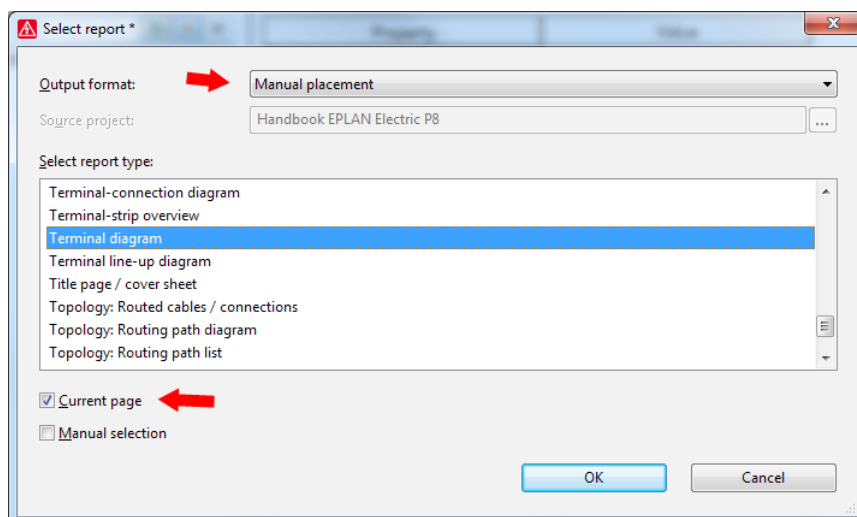 Select report *
Property
Value
Output format:
Manual placement
Source project:
Handbook EPLAN Electric P8
...
Select report type:
Terminal-connection diagram
Terminal-strip overview
Terminal diagram
Terminal line-up diagram
Title page / cover sheet
Topology: Routed cables / connections
Topology: Routing path diagram
Topology: Routing path list
Current page
Manual selection
OK
Cancel